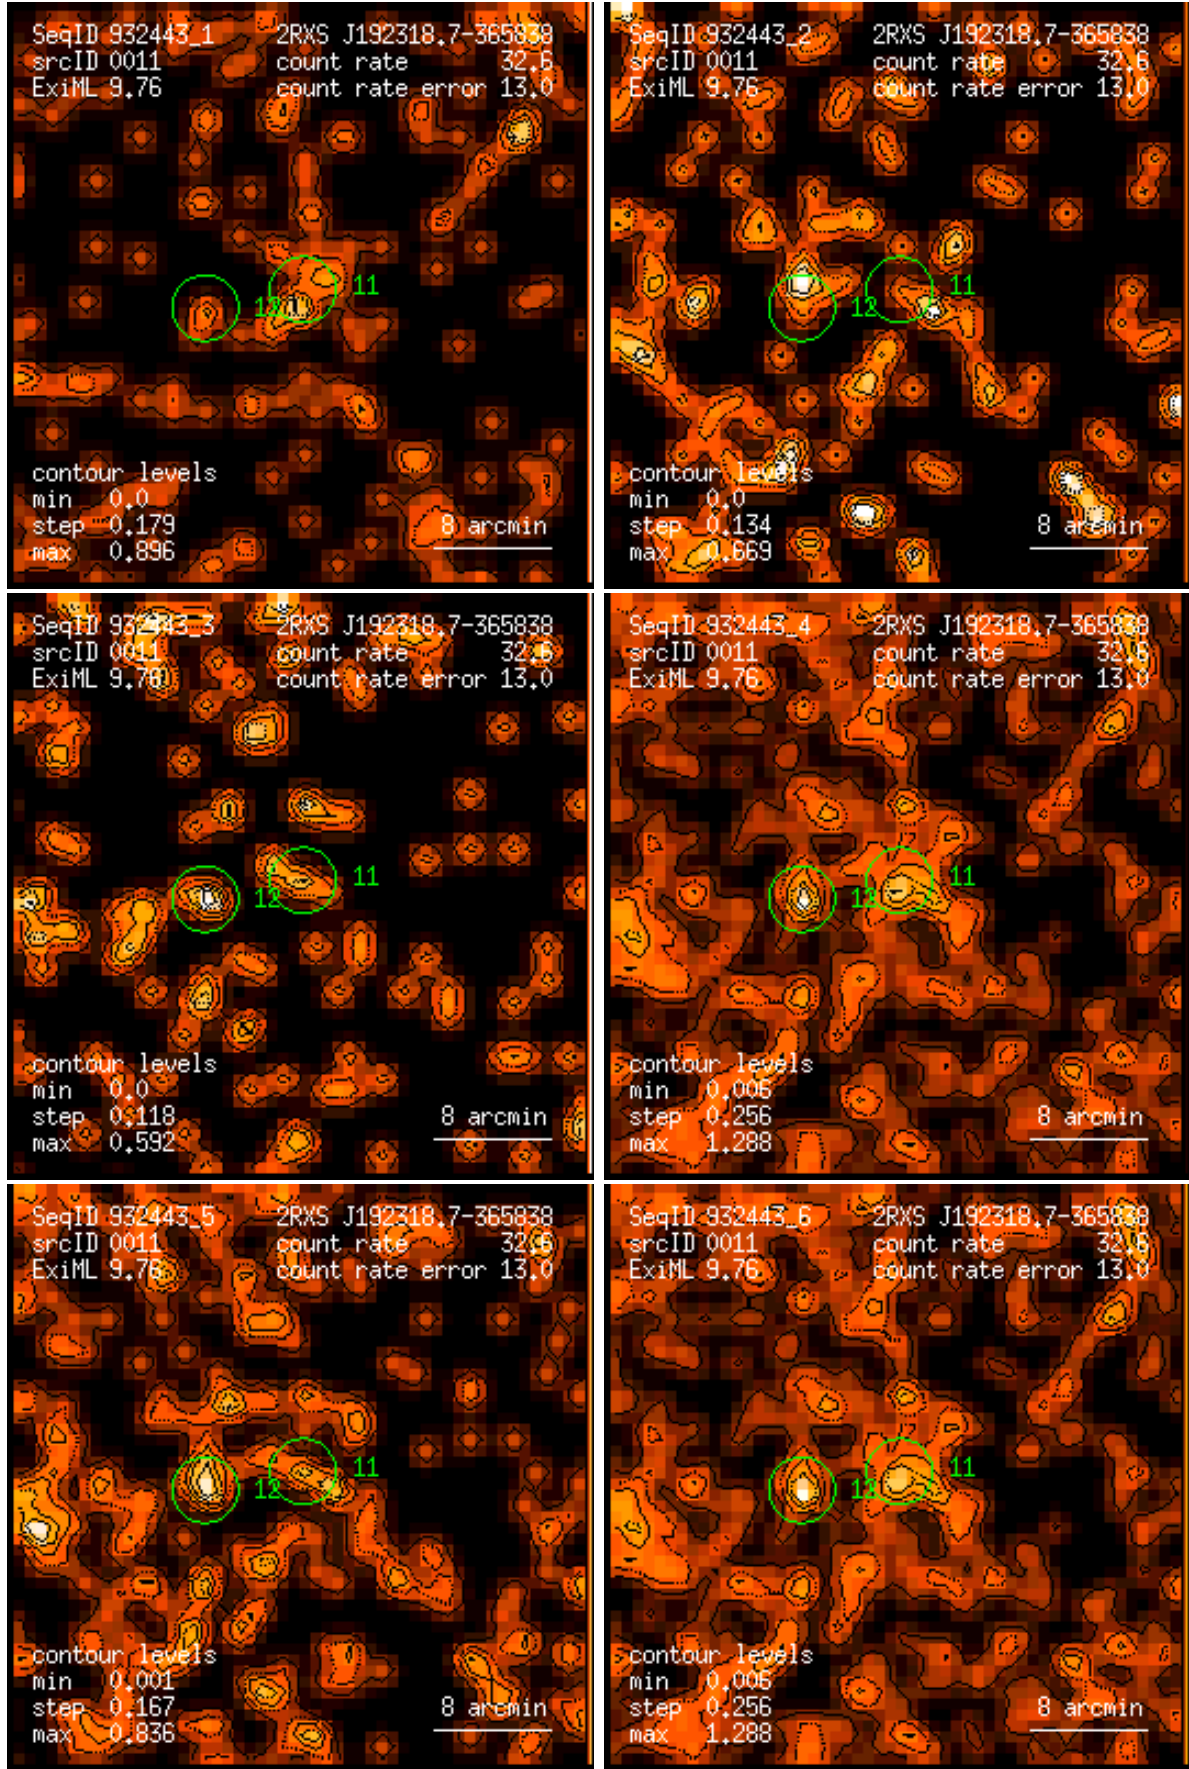 SeqID 932443_1 2RXS J192318.7-365838
srcID 0011 count rate 32.6
ExiML 9.76 count rate error 13.0
11
12
contour levels
min 0.0
step 0.179 8 arcmin
max 0.896
SeqID 932443_2 2RXS J192318.7-365838
srcID 0011 count rate 32.6
ExiML 9.76 count rate error 13.0
11
12
contour levels
min 0.0
step 0.134 8 arcmin
max 0.669
SeqID 932443_3 2RXS J192318.7-365838
srcID 0011 count rate 32.6
ExiML 9.76 count rate error 13.0
11
12
contour levels
min 0.0
step 0.118 8 arcmin
max 0.592
SeqID 932443_4 2RXS J192318.7-365838
srcID 0011 count rate 32.6
ExiML 9.76 count rate error 13.0
11
12
contour levels
min 0.006
step 0.256 8 arcmin
max 1.288
SeqID 932443_5 2RXS J192318.7-365838
srcID 0011 count rate 32.6
ExiML 9.76 count rate error 13.0
11
12
contour levels
min 0.001
step 0.167 8 arcmin
max 0.836
SeqID 932443_6 2RXS J192318.7-365838
srcID 0011 count rate 32.6
ExiML 9.76 count rate error 13.0
11
12
contour levels
min 0.006
step 0.256 8 arcmin
max 1.288